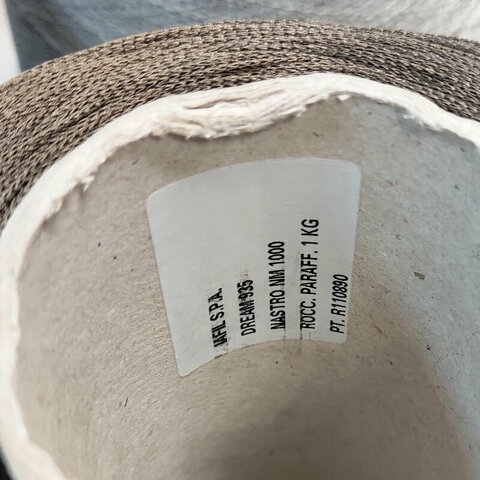 IAFIL S.P.A.
DREAM 935
NASTRO NM 1000
ROCC. PARAFF. 1 KG
PT. R110890